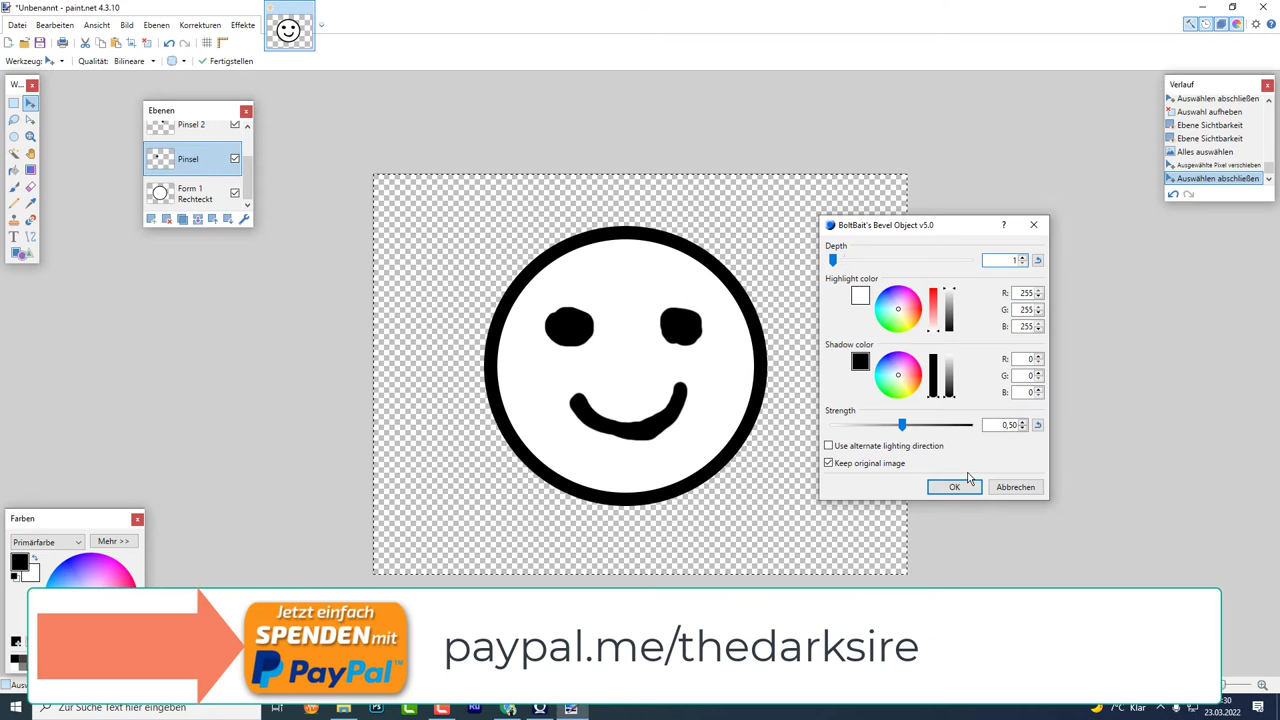 *Unbenannt - paint.net 4.3.10
Datei Bearbeiten Ansicht Bild Ebenen Korrekturen Effekte
Werkzeug: Qualität: Bilineare Fertigstellen
W...
Ebenen
Pinsel 2
Pinsel
Form 1
Rechteckt
Verlauf
Auswählen abschließen
Auswahl aufheben
Ebene Sichtbarkeit
Ebene Sichtbarkeit
Alles auswählen
Ausgewählte Pixel verschieben
Auswählen abschließen
BoltBait's Bevel Object v5.0 ?
Depth
1
Highlight color
R: 255
G: 255
B: 255
Shadow color
R: 0
G: 0
B: 0
Strength
0,50
Use alternate lighting direction
Keep original image
OK Abbrechen
Farben
Primärfarbe Mehr >>
Jetzt einfach
SPENDEN mit
PayPal™
paypal.me/thedarksire
Zur Suche Text hier eingeben
Ps
Ru
7°C Klar
23.03.2022